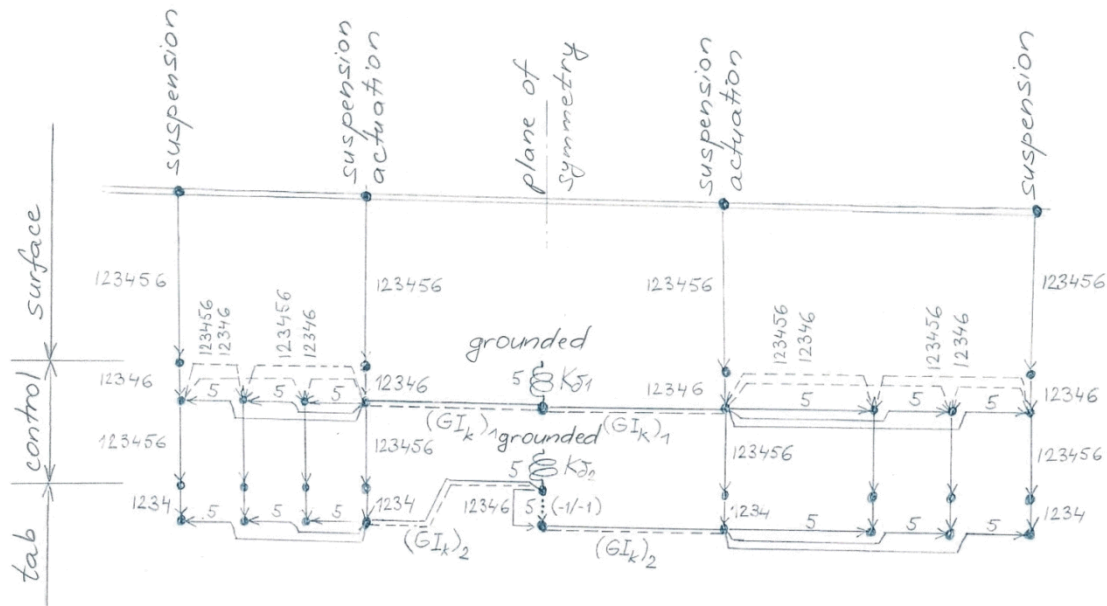 suspension
suspension
actuation
plane of
symmetry
suspension
actuation
suspension
surface
control
tab
123456
123456
123456
123456
123456
12346
123456
12346
123456
12346
123456
12346
grounded
5 Kδ1
12346
12346
12346
12346
5
5
5
5
5
5
(GIk)1
(GIk)1
grounded
5 Kδ2
123456
123456
123456
123456
1234
5
5
5
1234
12346
5
(-1/-1)
1234
5
5
5
1234
(GIk)2
(GIk)2